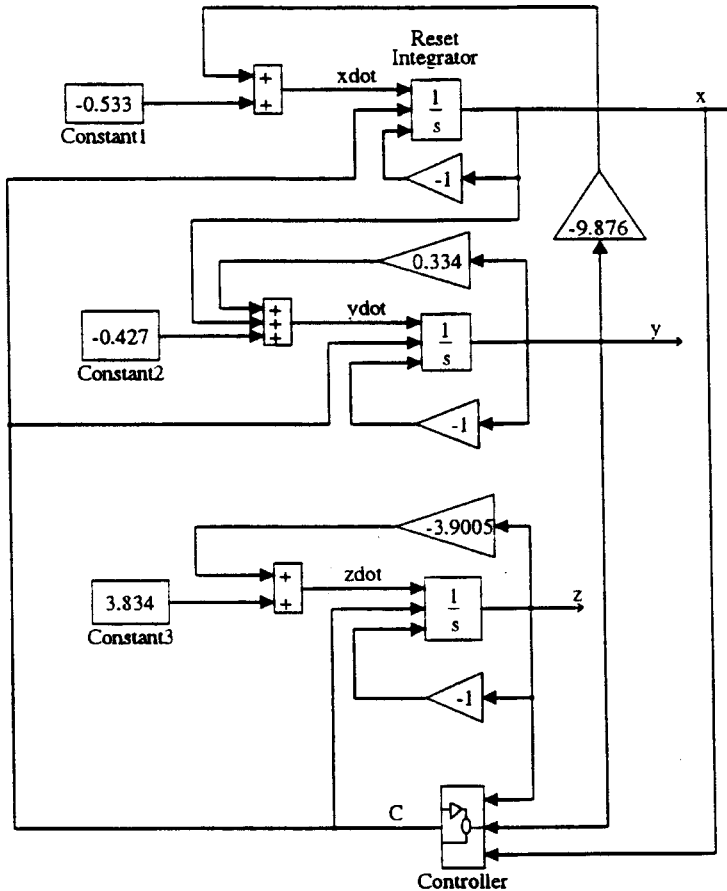 Reset
Integrator
x
+
+
xdot
1
s
-0.533
Constant1
-1
-9.876
0.334
+
+
+
ydot
1
s
y
-0.427
Constant2
-1
-3.9005
+
+
zdot
1
s
z
3.834
Constant3
-1
C
Controller